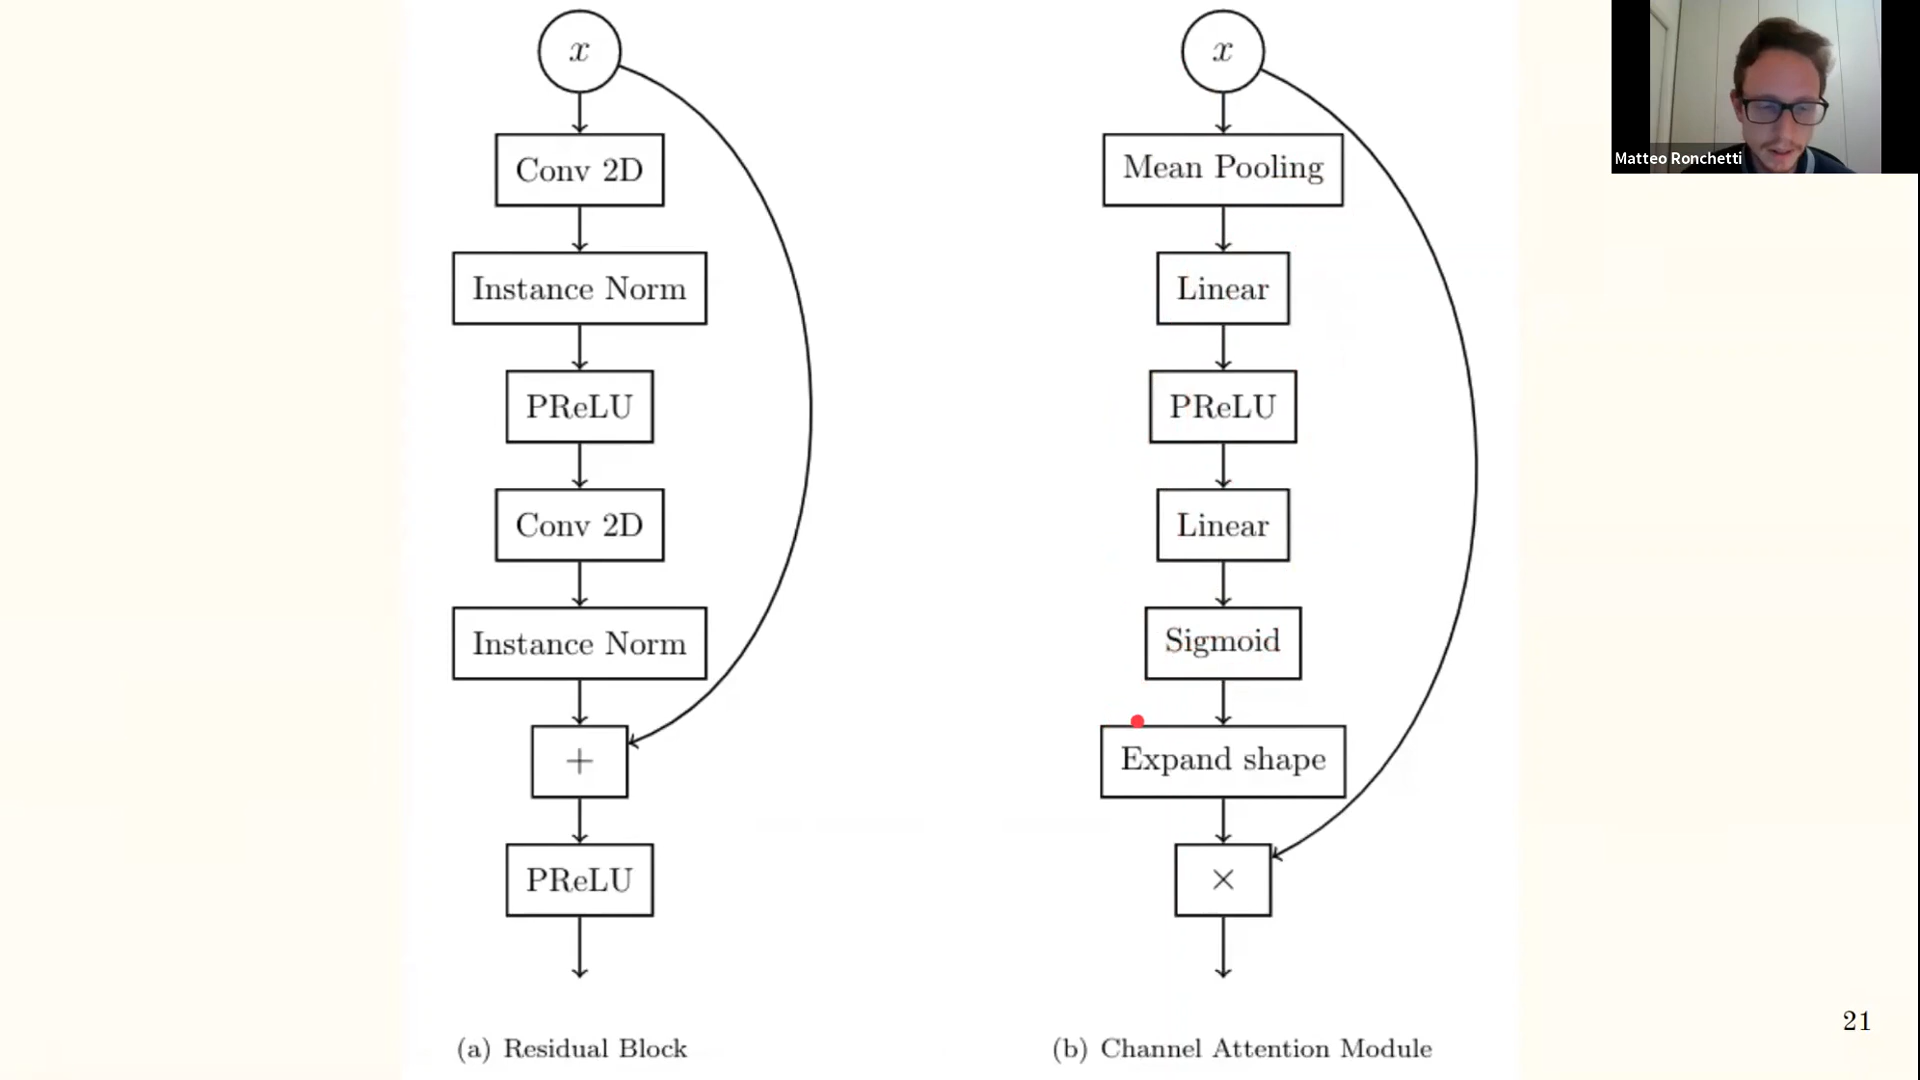 x
Conv 2D
Instance Norm
PReLU
Conv 2D
Instance Norm
+
PReLU
(a) Residual Block
x
Mean Pooling
Linear
PReLU
Linear
Sigmoid
Expand shape
×
(b) Channel Attention Module
Matteo Ronchetti
21